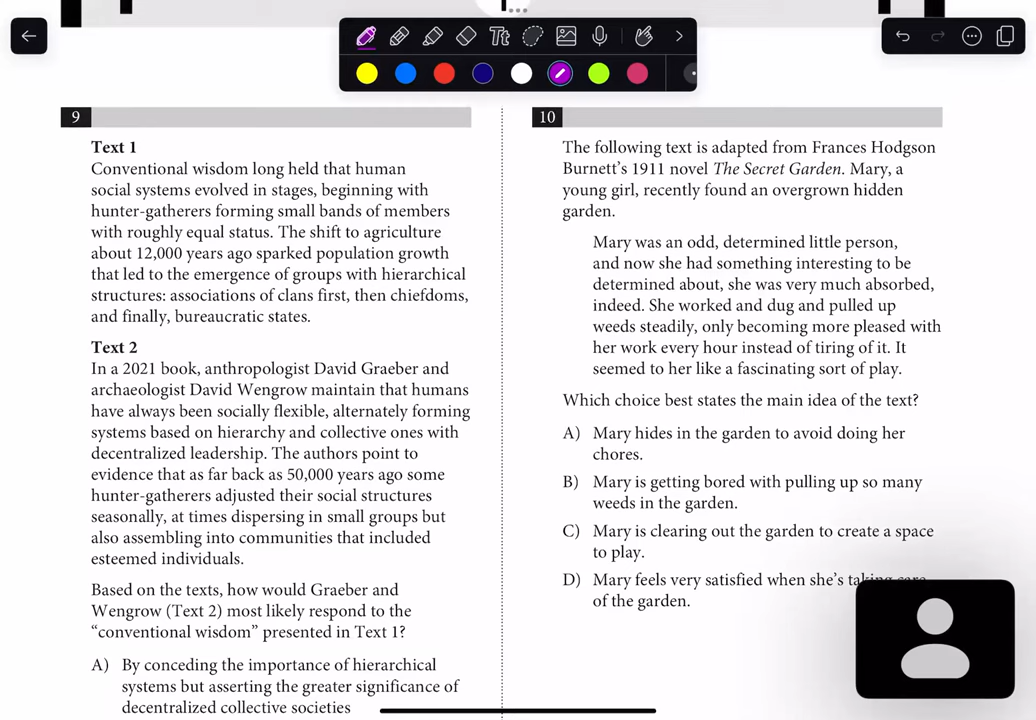 Tt
9
Text 1
Conventional wisdom long held that human
social systems evolved in stages, beginning with
hunter-gatherers forming small bands of members
with roughly equal status. The shift to agriculture
about 12,000 years ago sparked population growth
that led to the emergence of groups with hierarchical
structures: associations of clans first, then chiefdoms,
and finally, bureaucratic states.
Text 2
In a 2021 book, anthropologist David Graeber and
archaeologist David Wengrow maintain that humans
have always been socially flexible, alternately forming
systems based on hierarchy and collective ones with
decentralized leadership. The authors point to
evidence that as far back as 50,000 years ago some
hunter-gatherers adjusted their social structures
seasonally, at times dispersing in small groups but
also assembling into communities that included
esteemed individuals.
Based on the texts, how would Graeber and
Wengrow (Text 2) most likely respond to the
“conventional wisdom” presented in Text 1?
A) By conceding the importance of hierarchical
systems but asserting the greater significance of
decentralized collective societies
10
The following text is adapted from Frances Hodgson
Burnett’s 1911 novel The Secret Garden. Mary, a
young girl, recently found an overgrown hidden
garden.
Mary was an odd, determined little person,
and now she had something interesting to be
determined about, she was very much absorbed,
indeed. She worked and dug and pulled up
weeds steadily, only becoming more pleased with
her work every hour instead of tiring of it. It
seemed to her like a fascinating sort of play.
Which choice best states the main idea of the text?
A) Mary hides in the garden to avoid doing her
chores.
B) Mary is getting bored with pulling up so many
weeds in the garden.
C) Mary is clearing out the garden to create a space
to play.
D) Mary feels very satisfied when she’s taking care
of the garden.